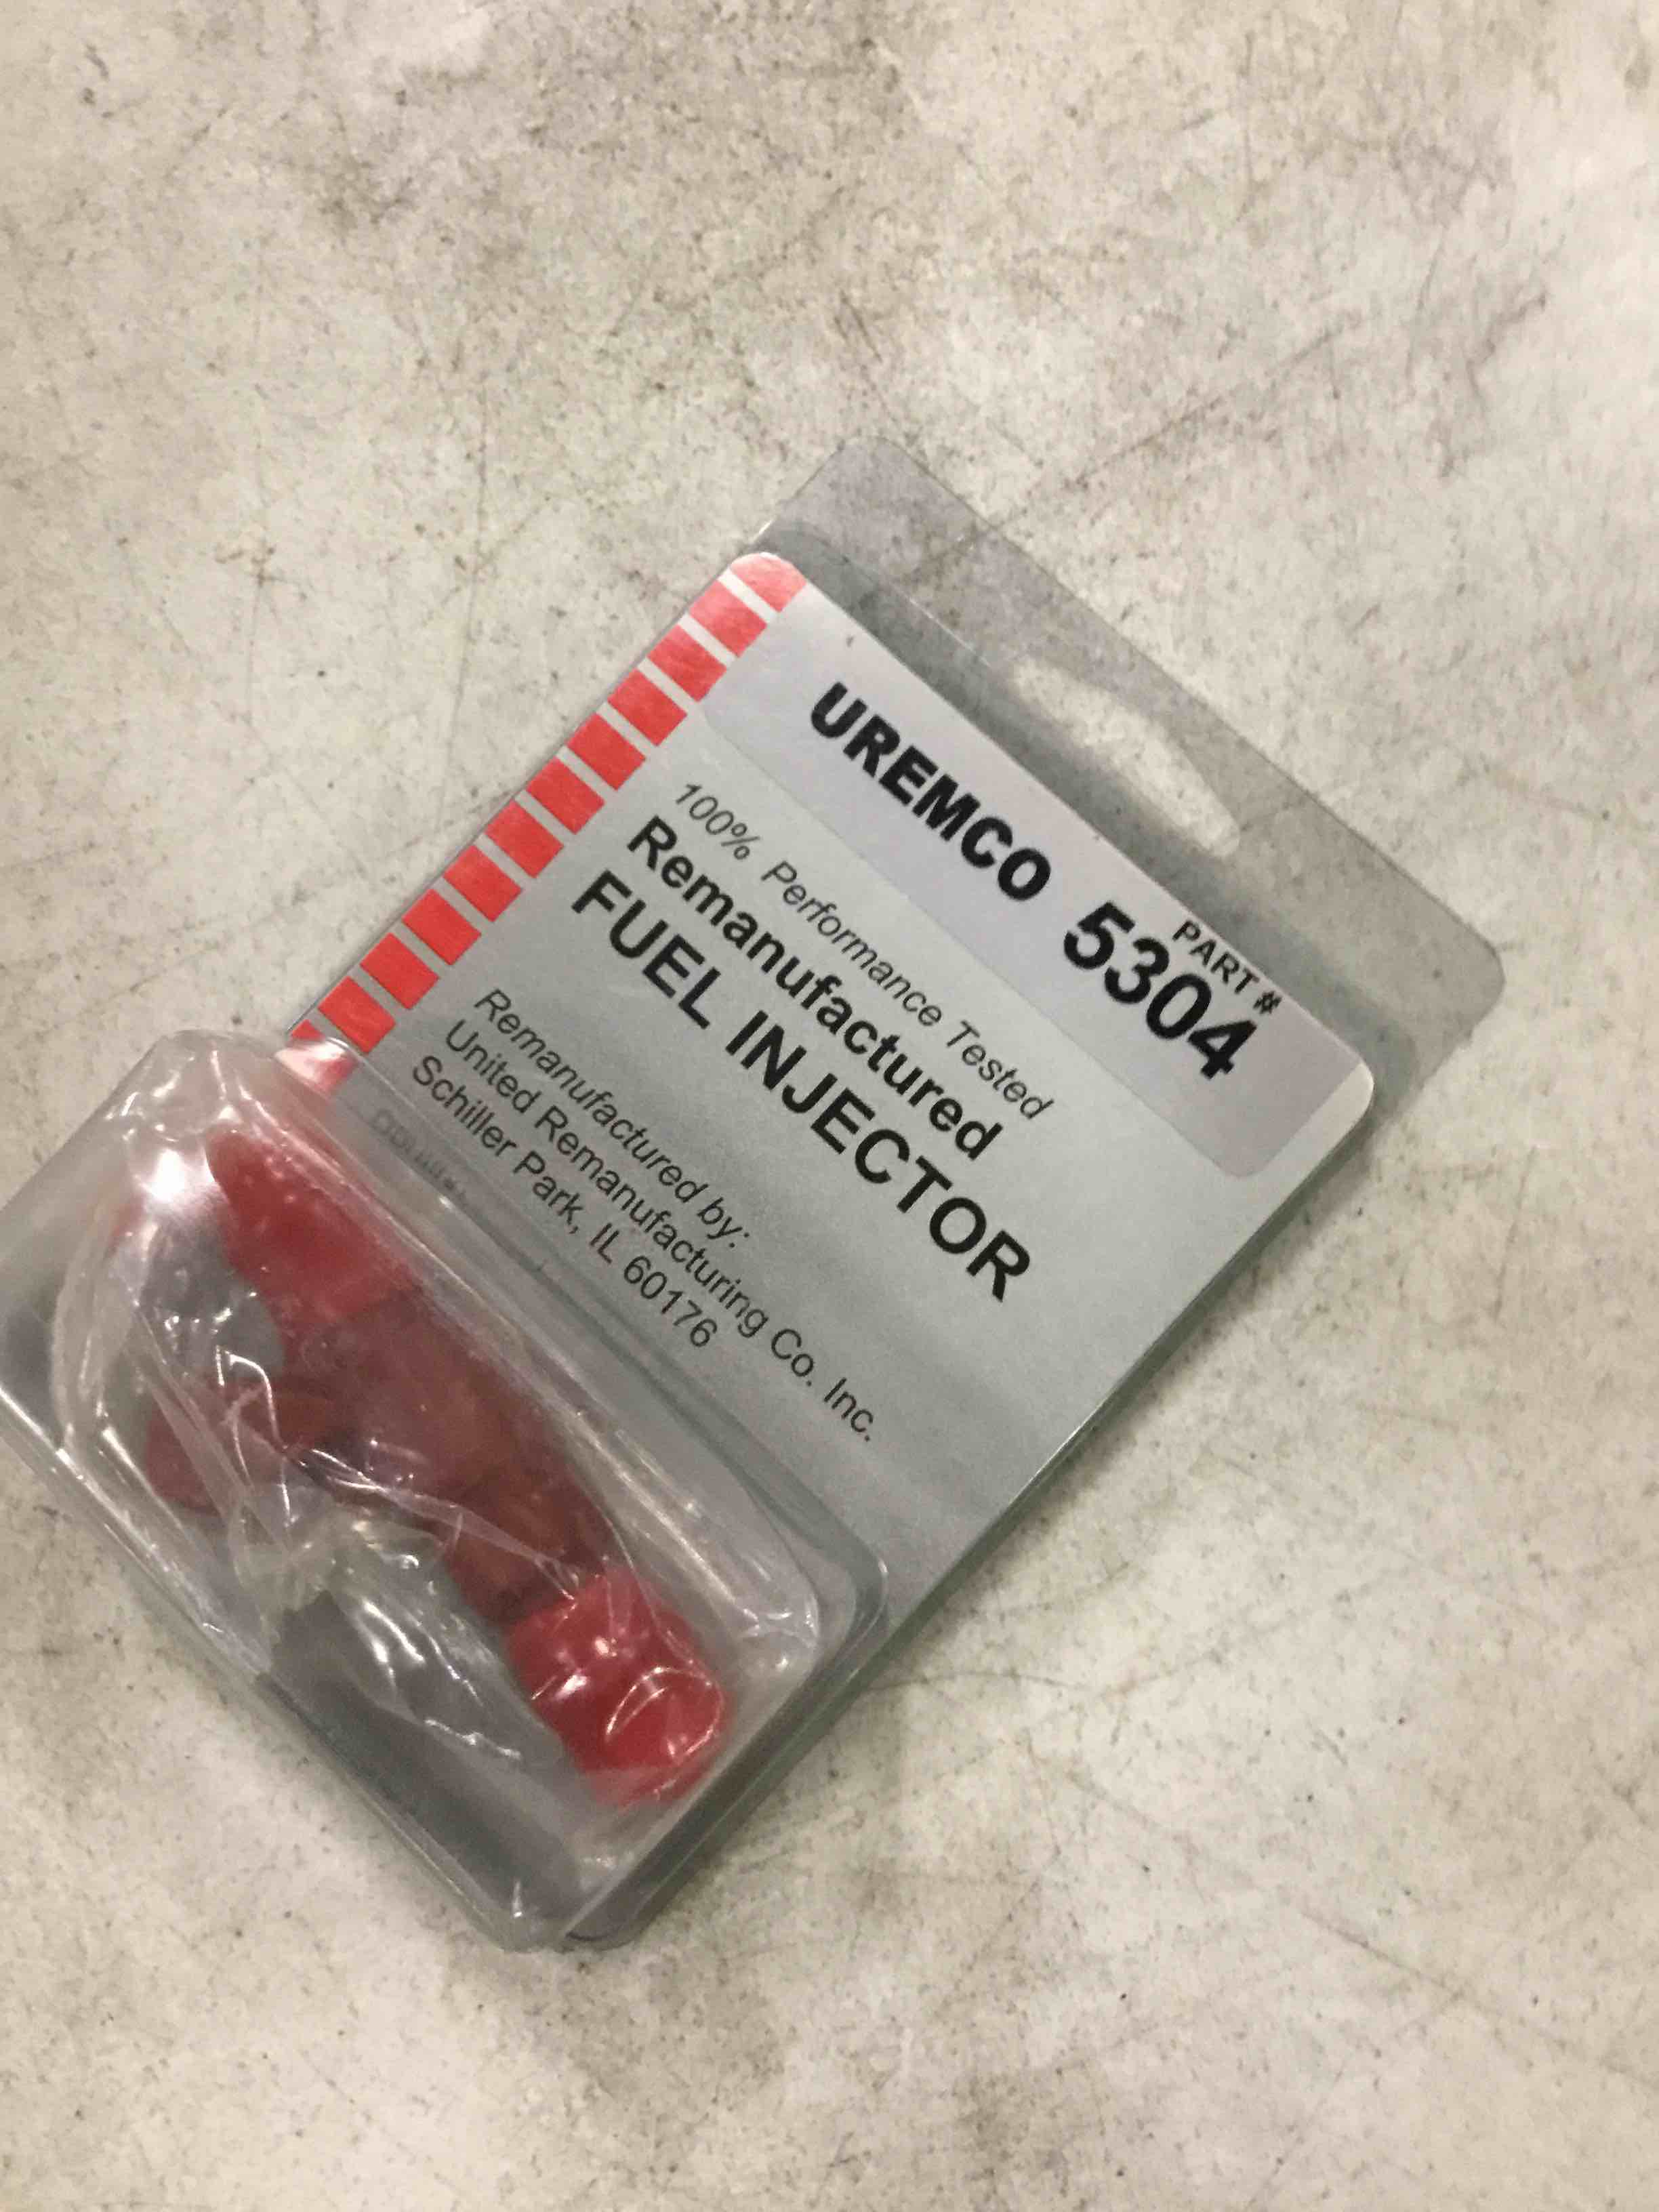 PART #
UREMCO 5304
100% Performance Tested
Remanufactured
FUEL INJECTOR
Remanufactured by:
United Remanufacturing Co. Inc.
Schiller Park, IL 60176